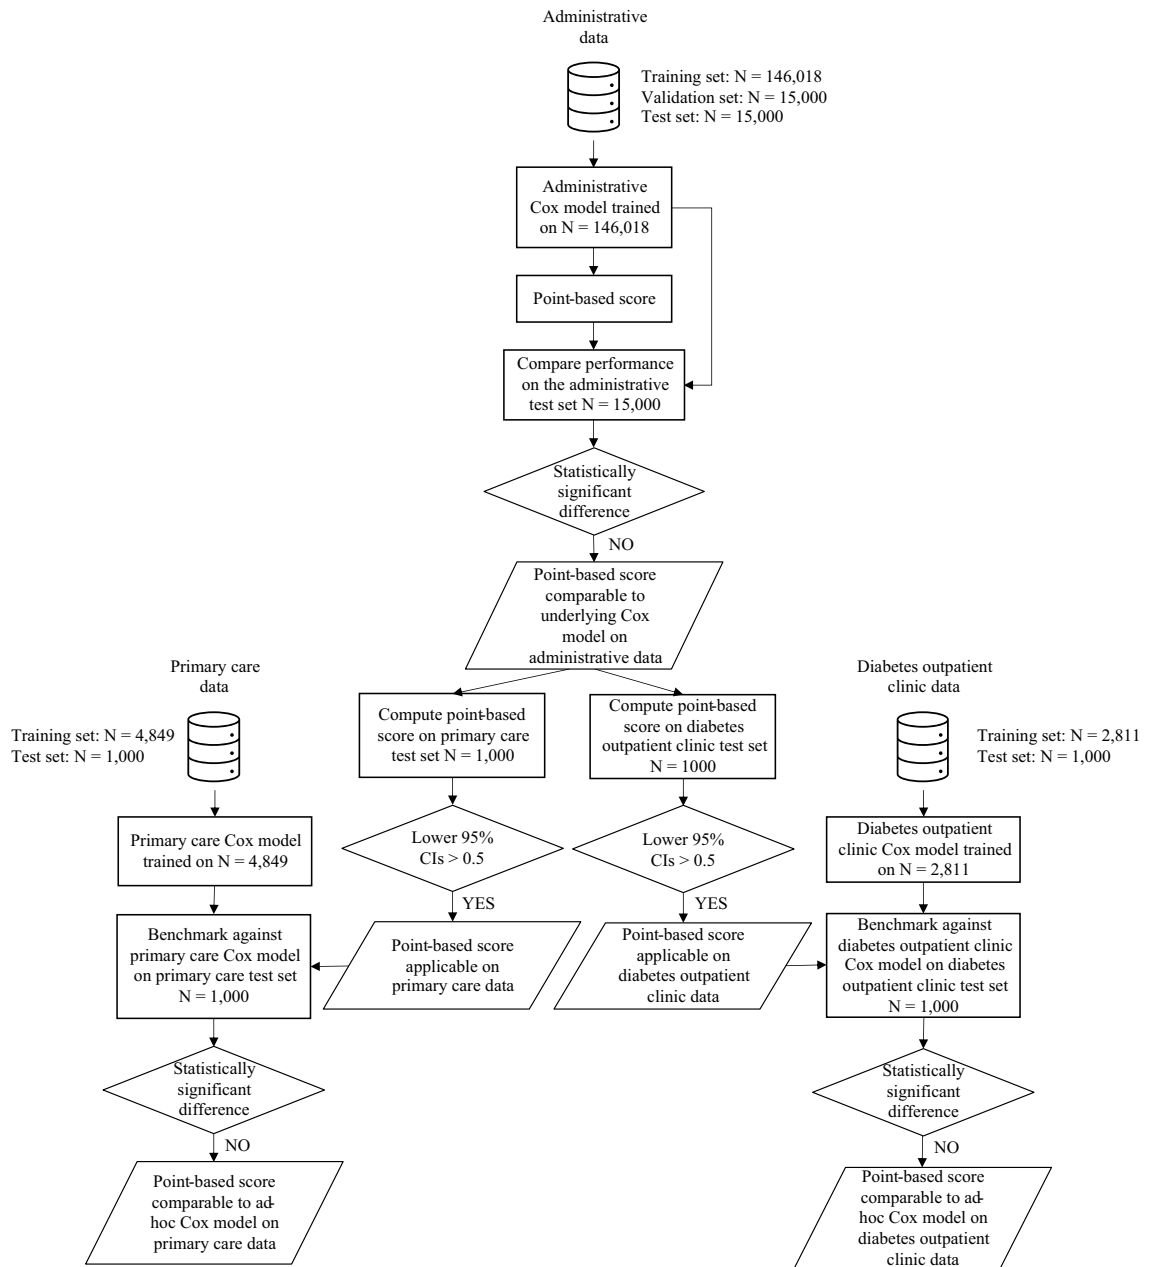 Administrative
data
Training set: N = 146,018
Validation set: N = 15,000
Test set: N = 15,000
Administrative
Cox model trained
on N = 146,018
Point-based score
Compare performance
on the administrative
test set N = 15,000
Statistically
significant
difference
NO
Point-based score
comparable to
underlying Cox
model on
administrative data
Primary care
data
Training set: N = 4,849
Test set: N = 1,000
Compute point-based
score on primary care
test set N = 1,000
Compute point-based
score on diabetes
outpatient clinic test set
N = 1000
Diabetes outpatient
clinic data
Training set: N = 2,811
Test set: N = 1,000
Primary care Cox model
trained on N = 4,849
Lower 95%
CIs > 0.5
YES
Lower 95%
CIs > 0.5
YES
Diabetes outpatient
clinic Cox model trained
on N = 2,811
Benchmark against
primary care Cox model
on primary care test set
N = 1,000
Point-based score
applicable on
primary care data
Point-based score
applicable on
diabetes outpatient
clinic data
Benchmark against
diabetes outpatient clinic
Cox model on diabetes
outpatient clinic test set
N = 1,000
Statistically
significant
difference
NO
Statistically
significant
difference
NO
Point-based score
comparable to ad-
hoc Cox model on
primary care data
Point-based score
comparable to ad-
hoc Cox model on
diabetes outpatient
clinic data